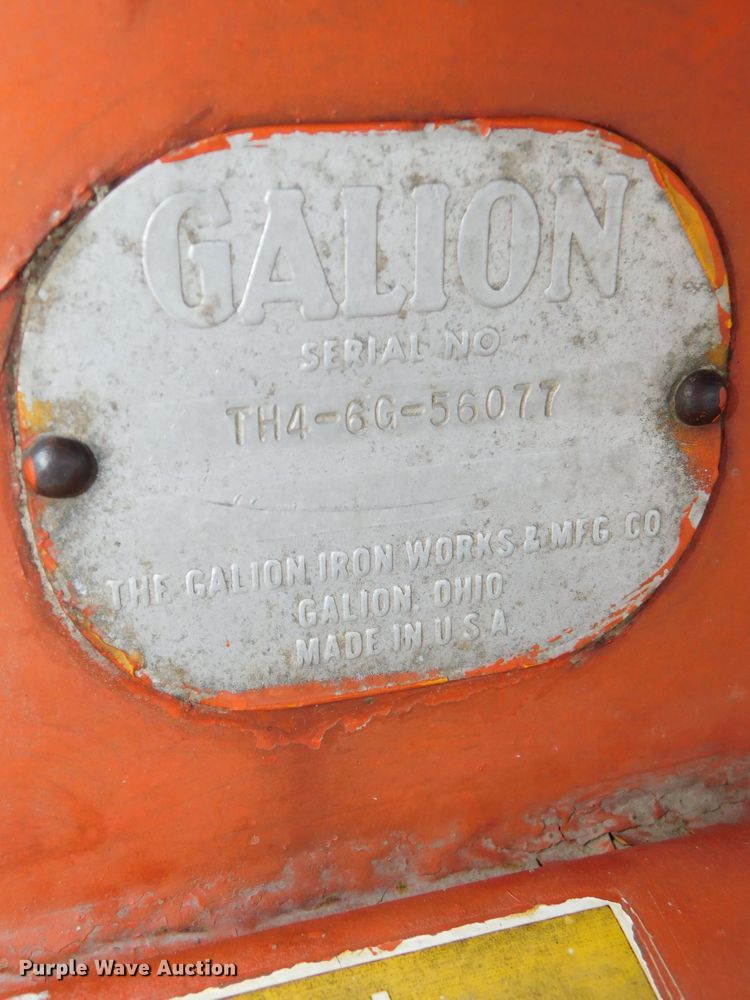 GALION
SERIAL NO
TH4-6G-56077
THE GALION IRON WORKS & MFG. CO
GALION, OHIO
MADE IN U S A
Purple Wave Auction